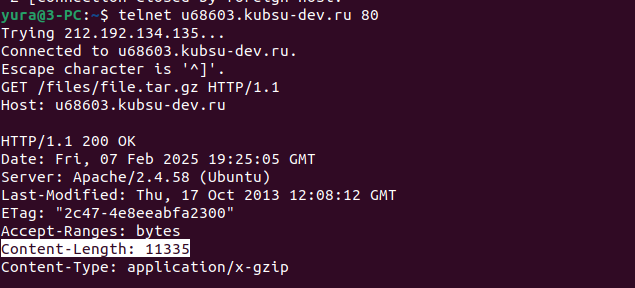 yura@3-PC:~$ telnet u68603.kubsu-dev.ru 80
Trying 212.192.134.135...
Connected to u68603.kubsu-dev.ru.
Escape character is '^]'.
GET /files/file.tar.gz HTTP/1.1
Host: u68603.kubsu-dev.ru
HTTP/1.1 200 OK
Date: Fri, 07 Feb 2025 19:25:05 GMT
Server: Apache/2.4.58 (Ubuntu)
Last-Modified: Thu, 17 Oct 2013 12:08:12 GMT
ETag: "2c47-4e8eeabfa2300"
Accept-Ranges: bytes
Content-Length: 11335
Content-Type: application/x-gzip